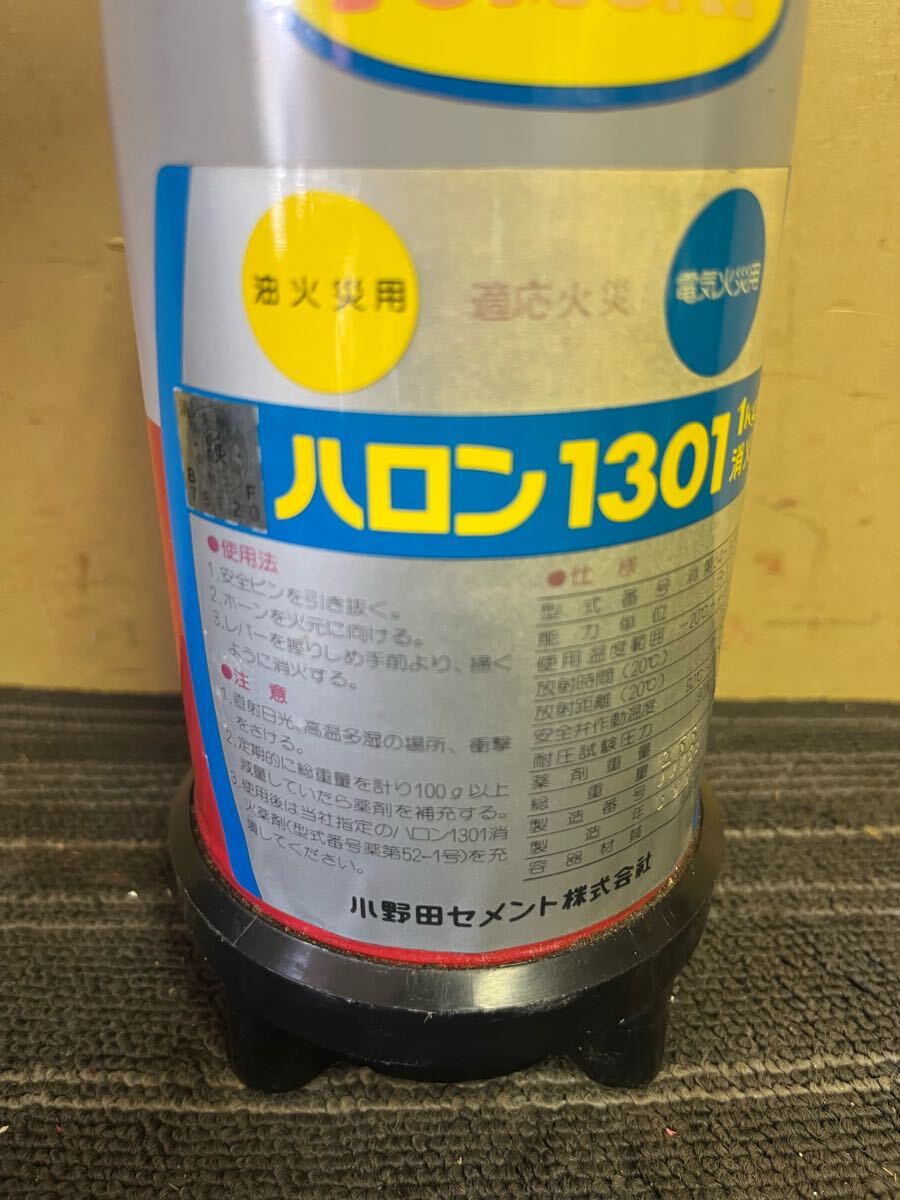 油火災用
適応火災
電気火災用
ハロン1301
1kg
消火
検
B F
●使用法
1.安全ピンを引き抜く。
2.ホーンを火元に向ける。
3.レバーを握りしめ手前より、掃く
ように消火する。
●注 意
1.直射日光、高温多湿の場所、衝撃
をさける。
2.定期的に総重量を計り100g以上
減量していたら薬剤を補充する。
3.使用後は当社指定のハロン1301消
火薬剤(型式番号薬第52-1号)を充
塡してください。
●仕 様
型式番号
能力単位
使用温度範囲 -20℃
放射時間(20℃)
放射距離(20℃)
安全弁作動温度
耐圧試験圧力
薬剤重量
総重量
製造番号
製造年
容器材質
小野田セメント株式会社